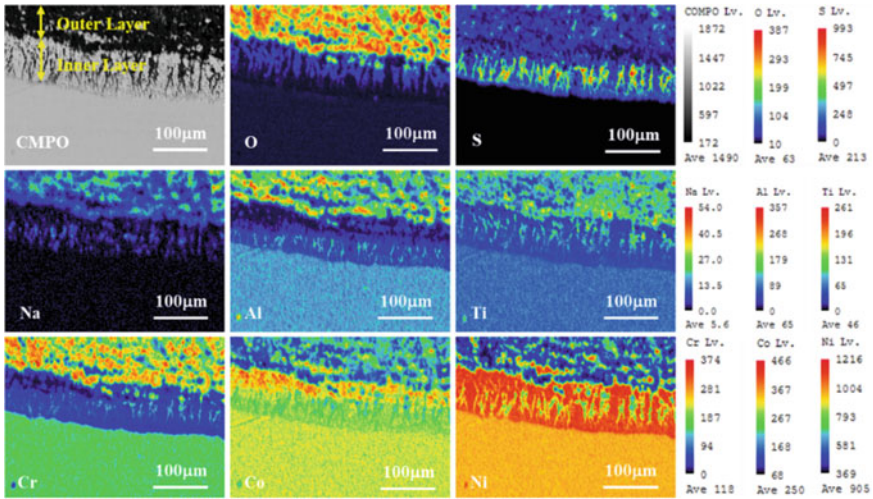 Outer Layer
Inner Layer
CMPO
100μm
O
100μm
S
100μm
Na
100μm
Al
100μm
Ti
100μm
Cr
100μm
Co
100μm
Ni
100μm
COMPO Lv. O Lv. S Lv.
1872 387 993
1447 293 745
1022 199 497
597 104 248
172 10 0
Ave 1490 Ave 63 Ave 213
Na Lv. Al Lv. Ti Lv.
54.0 357 261
40.5 268 196
27.0 179 131
13.5 89 65
0.0 0 0
Ave 5.6 Ave 65 Ave 46
Cr Lv. Co Lv. Ni Lv.
374 466 1216
281 367 1004
187 267 793
94 168 581
0 68 369
Ave 118 Ave 250 Ave 905